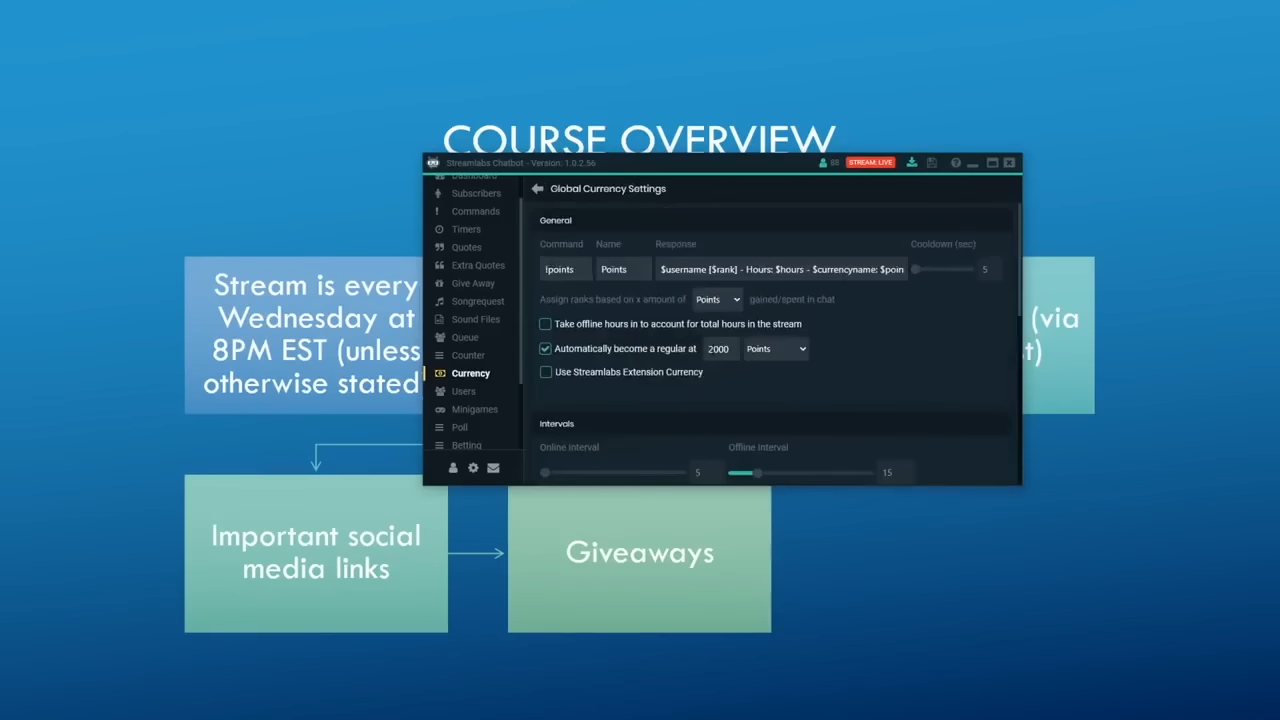 COURSE OVERVIEW
Streamlabs Chatbot - Version: 1.0.2.56
88
STREAM: LIVE
Dashboard
Subscribers
Commands
Timers
Quotes
Extra Quotes
Give Away
Songrequest
Sound Files
Queue
Counter
Currency
Users
Minigames
Poll
Betting
Global Currency Settings
General
Command Name Response Cooldown (sec)
!points Points $username [$rank] - Hours: $hours - $currencyname: $poin 5
Assign ranks based on x amount of Points gained/spent in chat
Take offline hours in to account for total hours in the stream
Automatically become a regular at 2000 Points
Use Streamlabs Extension Currency
Intervals
Online Interval Offline Interval
5 15
Stream is every
Wednesday at
8PM EST (unless
otherwise stated
(via
t)
Important social
media links
Giveaways